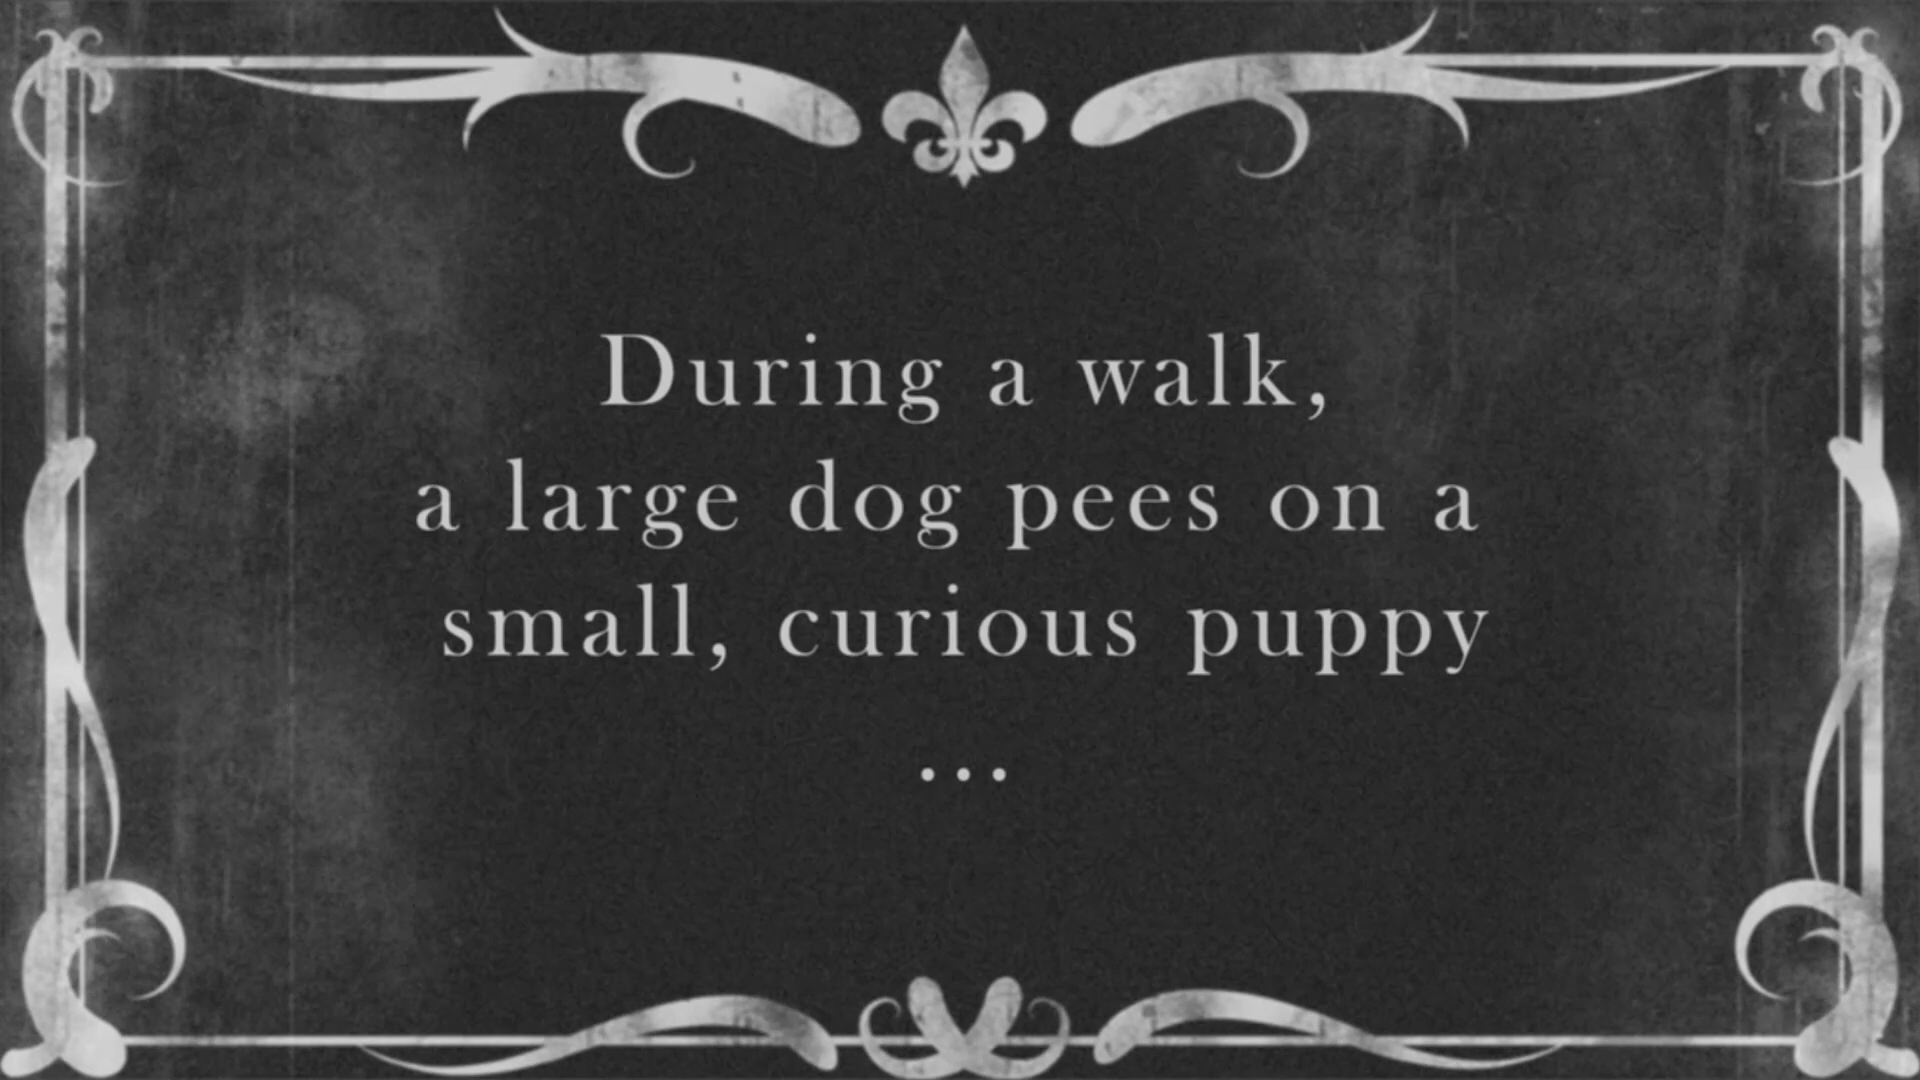 During a walk,
a large dog pees on a
small, curious puppy
...